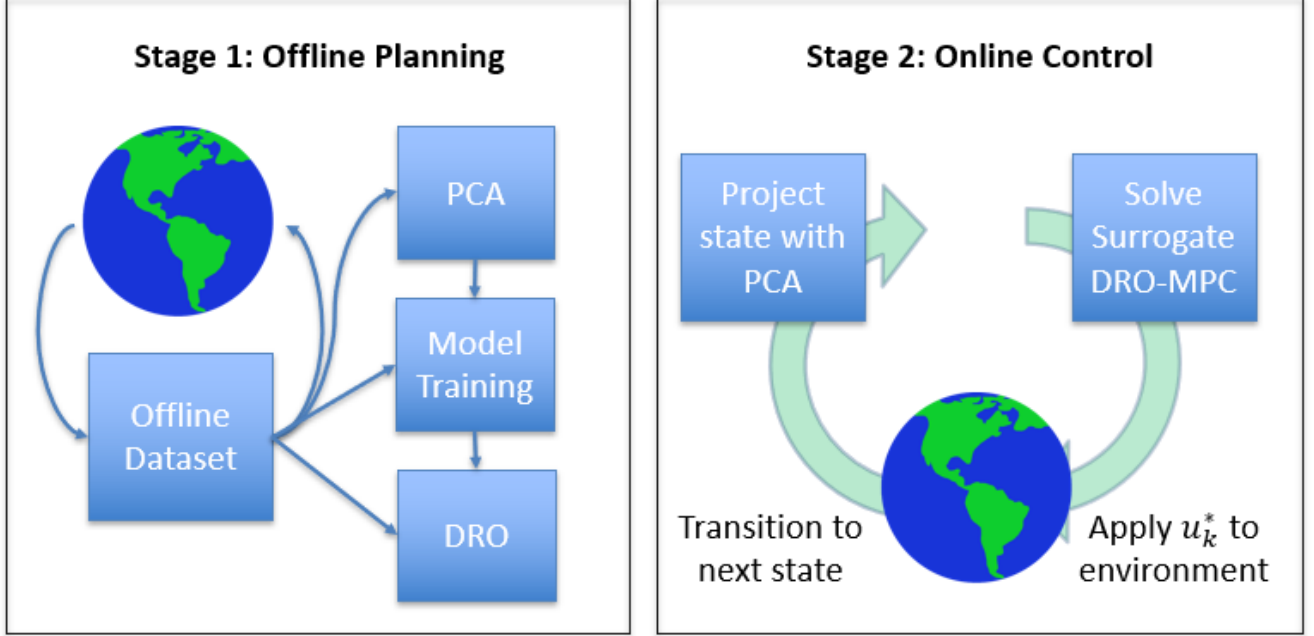 Stage 1: Offline Planning
PCA
Model
Training
Offline
Dataset
DRO
Stage 2: Online Control
Project
state with
PCA
Solve
Surrogate
DRO-MPC
Transition to
next state
Apply $u_k^*$ to
environment